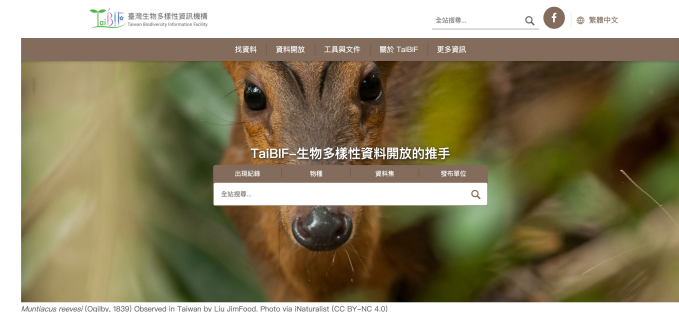 TaiBIF 臺灣生物多樣性資訊機構
Taiwan Biodiversity Information Facility
全站搜尋... f 繁體中文
找資料 資料開放 工具與文件 關於 TaiBIF 更多資訊
TaiBIF-生物多樣性資料開放的推手
出現紀錄 物種 資料集 發布單位
全站搜尋...
Muntiacus reevesi (Ogilby, 1839) Observed in Taiwan by Liu JimFood. Photo via iNaturalist (CC BY-NC 4.0)